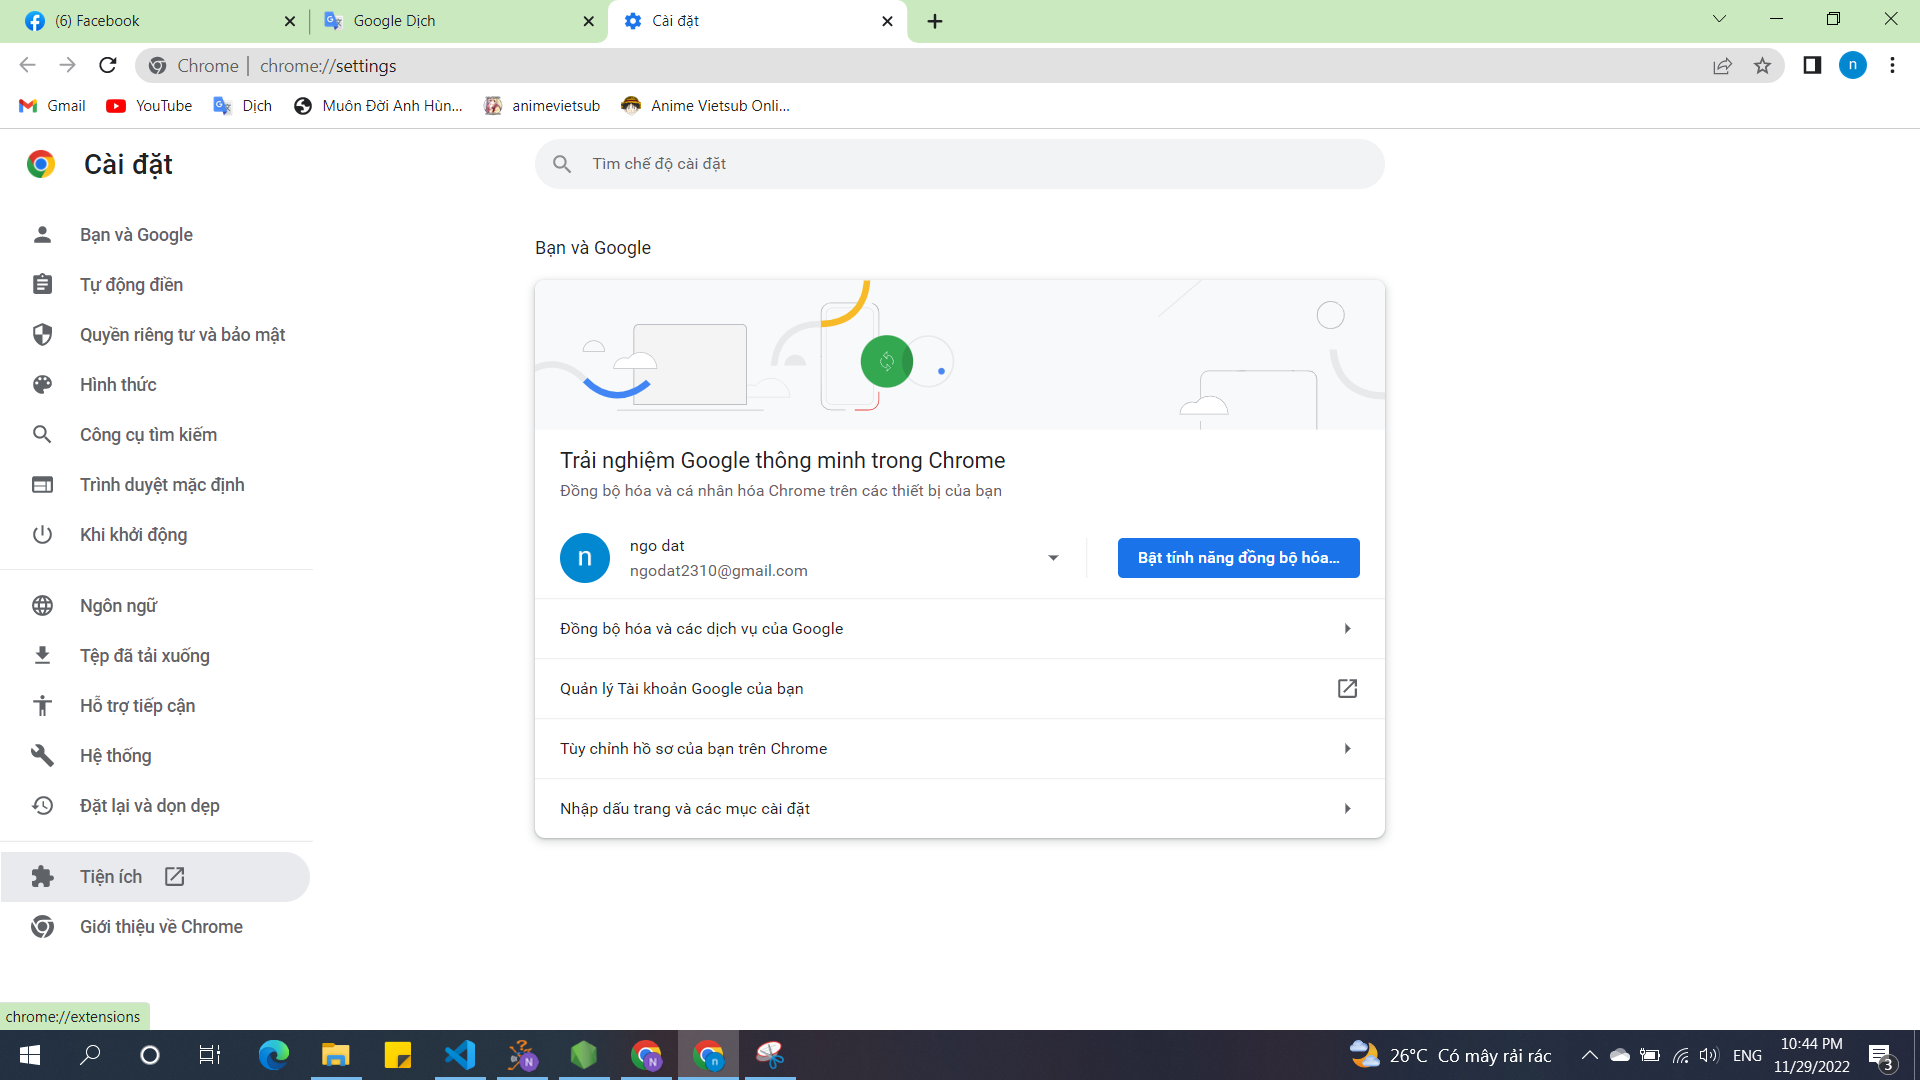 (6) Facebook
Google Dịch
Cài đặt
Chrome | chrome://settings
n
Gmail
YouTube
Dịch
Muôn Đời Anh Hùn...
animevietsub
Anime Vietsub Onli...
Cài đặt
Tìm chế độ cài đặt
Bạn và Google
Tự động điền
Quyền riêng tư và bảo mật
Hình thức
Công cụ tìm kiếm
Trình duyệt mặc định
Khi khởi động
Ngôn ngữ
Tệp đã tải xuống
Hỗ trợ tiếp cận
Hệ thống
Đặt lại và dọn dẹp
Tiện ích
Giới thiệu về Chrome
Bạn và Google
Trải nghiệm Google thông minh trong Chrome
Đồng bộ hóa và cá nhân hóa Chrome trên các thiết bị của bạn
n
ngo dat
ngodat2310@gmail.com
Bật tính năng đồng bộ hóa...
Đồng bộ hóa và các dịch vụ của Google
Quản lý Tài khoản Google của bạn
Tùy chỉnh hồ sơ của bạn trên Chrome
Nhập dấu trang và các mục cài đặt
chrome://extensions
N
N
n
26°C Có mây rải rác
ENG
10:44 PM
11/29/2022
3